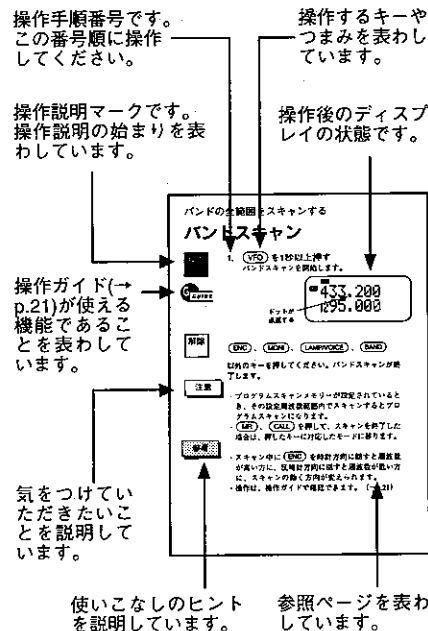 操作手順番号です。
この番号順に操作
してください。
操作するキーや
つまみを表わし
ています。
操作説明マークです。
操作説明の始まりを表
わしています。
操作後のディスプ
レイの状態です。
バンドの全範囲をスキャンする
バンドスキャン
1. VFO を1秒以上押す
バンドスキャンを開始します。
操作ガイド(→
p.21)が使える
機能であるこ
とを表わして
います。
GUIDE
433.200
1295.000
ドットが
点滅する
解除
ENC、MONI、LAMP/VOICE、BAND
以外のキーを押してください。バンドスキャンが終
了します。
注意
・プログラムスキャンメモリーが設定されていると
き、その設定周波数範囲内でスキャンするとプロ
グラムスキャンになります。
・MR、CALL を押して、スキャンを終了した
場合は、押したキーに対応したモードに移ります。
参考
・スキャン中に ENC を時計方向に回すと周波数
が高い方に、反時計方向に回すと周波数が低い方
に、スキャンの動く方向が変えられます。
・操作は、操作ガイドで確認できます。(→p.21)
気をつけてい
ただきたいこ
とを説明して
います。
使いこなしのヒント
を説明しています。
参照ページを表わ
しています。